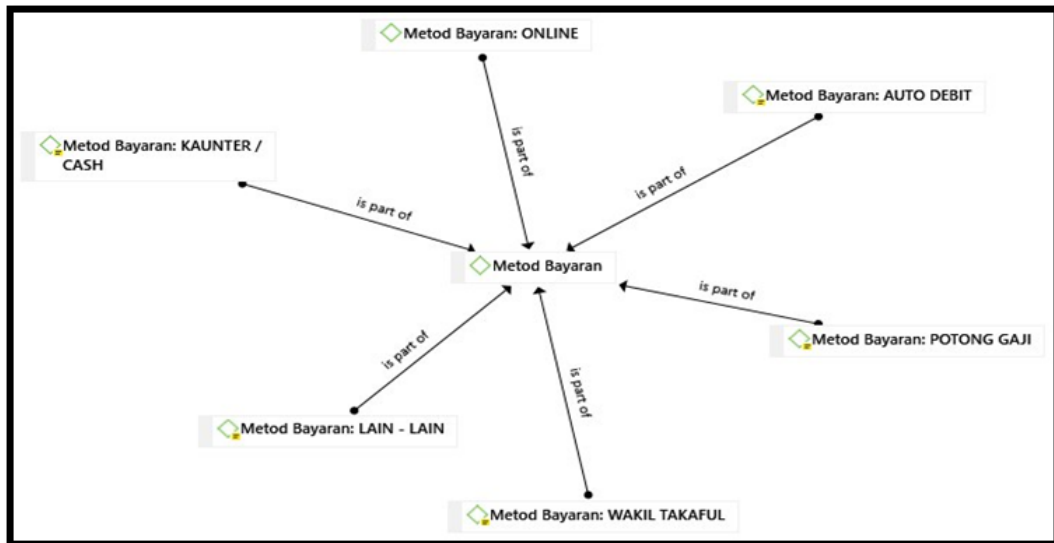 Metod Bayaran: ONLINE
Metod Bayaran: AUTO DEBIT
Metod Bayaran: KAUNTER /
CASH
is part of
is part of
is part of
Metod Bayaran
is part of
Metod Bayaran: POTONG GAJI
is part of
is part of
Metod Bayaran: LAIN - LAIN
Metod Bayaran: WAKIL TAKAFUL